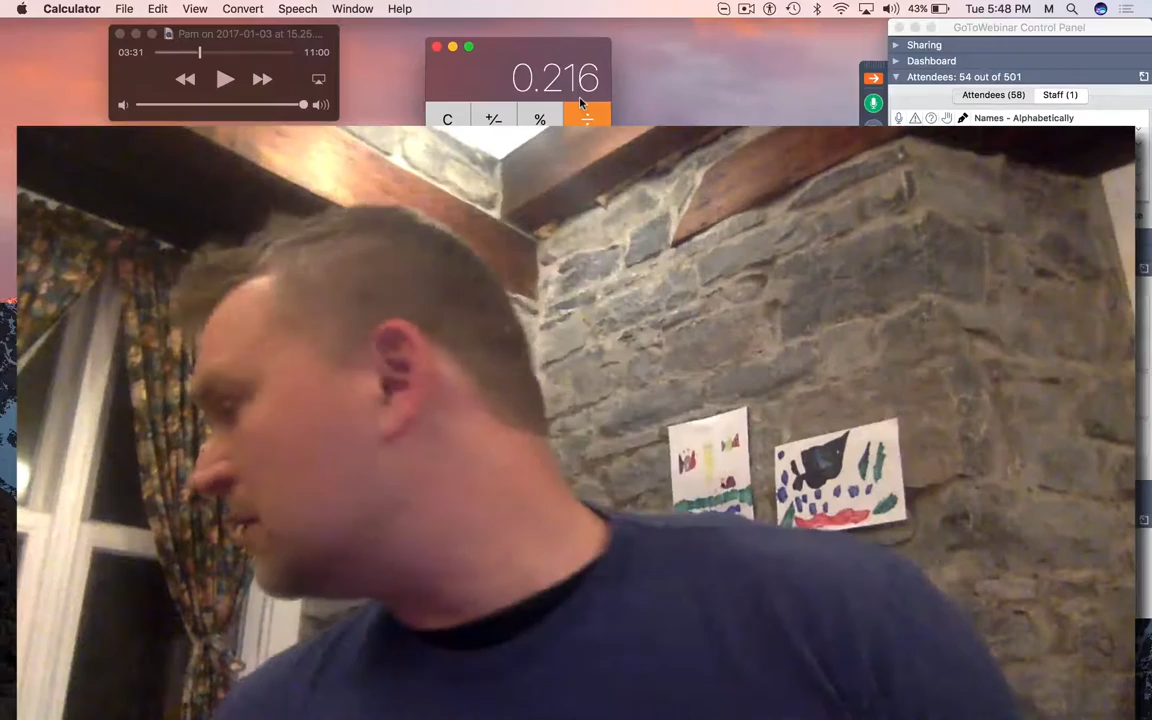 Calculator File Edit View Convert Speech Window Help 43% Tue 5:48 PM
GoToWebinar Control Panel
Pam on 2017-01-03 at 15.25....
Sharing
03:31 11:00
Dashboard
0.216
Attendees: 54 out of 501
Attendees (58) Staff (1)
C +/- % ÷
Names - Alphabetically